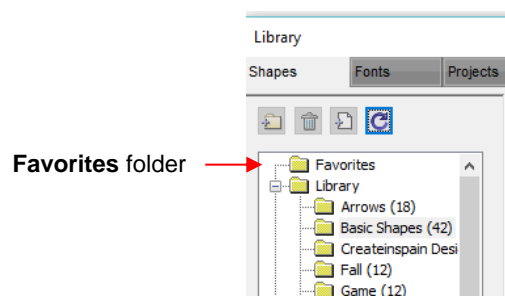 Library
Shapes Fonts Projects
Favorites folder
Favorites
Library
Arrows (18)
Basic Shapes (42)
Createinspain Desi
Fall (12)
Game (12)